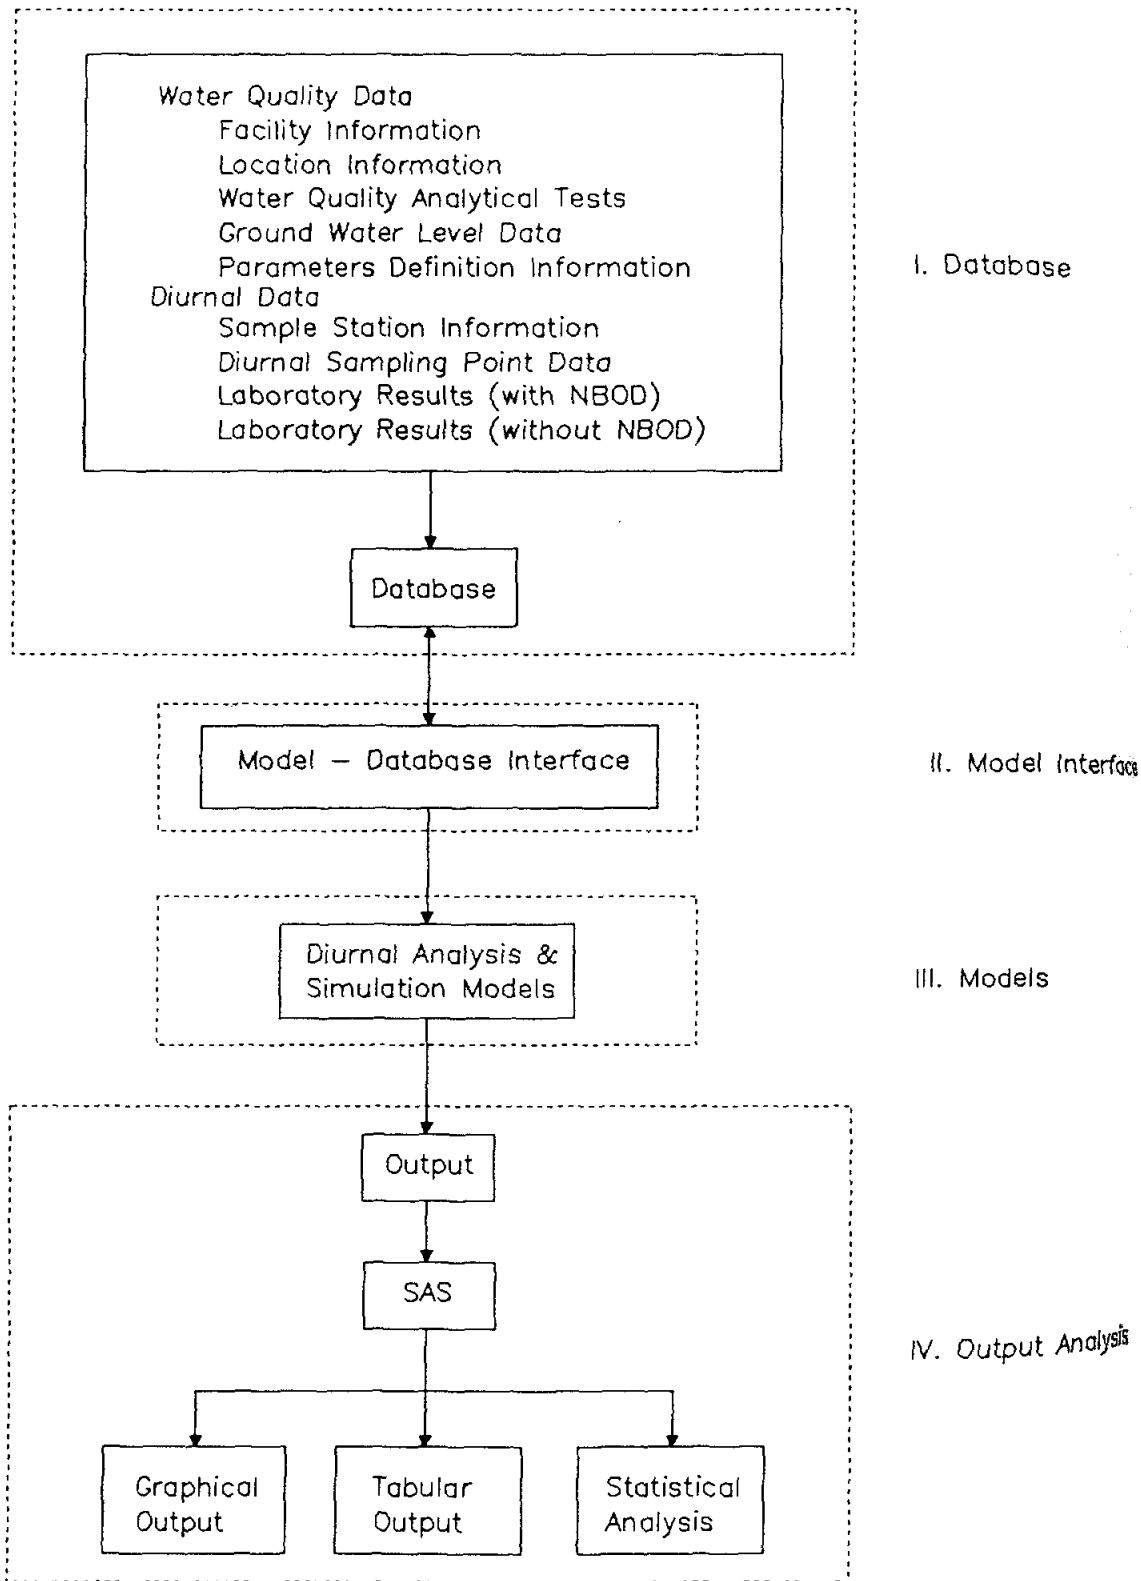 Water Quality Data
Facility Information
Location Information
Water Quality Analytical Tests
Ground Water Level Data
Parameters Definition Information
Diurnal Data
Sample Station Information
Diurnal Sampling Point Data
Laboratory Results (with NBOD)
Laboratory Results (without NBOD)
I. Database
Database
Model – Database Interface
II. Model Interface
Diurnal Analysis &
Simulation Models
III. Models
Output
SAS
IV. Output Analysis
Graphical
Output
Tabular
Output
Statistical
Analysis